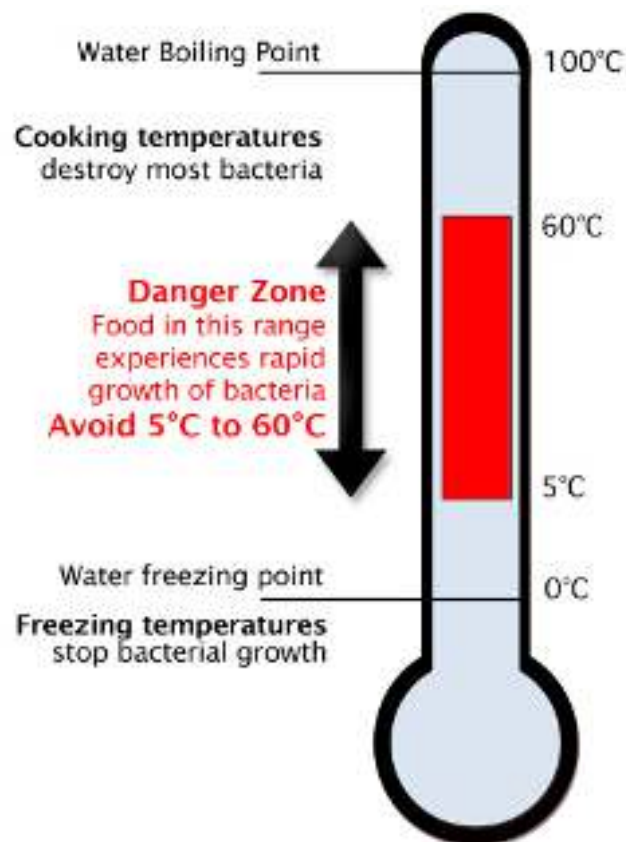 Water Boiling Point
100°C
Cooking temperatures
destroy most bacteria
60°C
Danger Zone
Food in this range
experiences rapid
growth of bacteria
Avoid 5°C to 60°C
5°C
Water freezing point
0°C
Freezing temperatures
stop bacterial growth